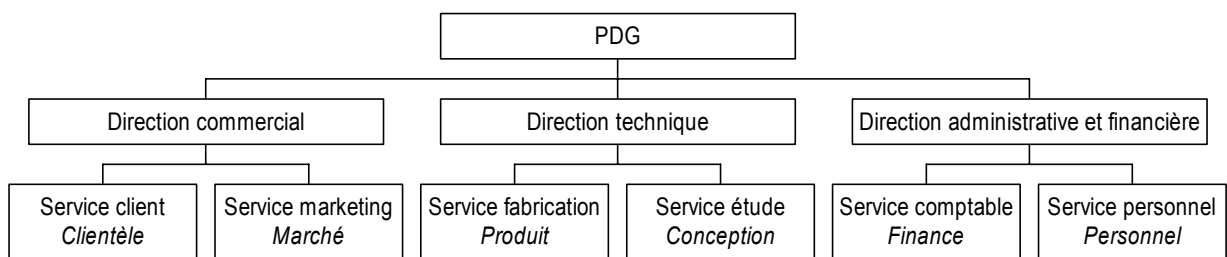 PDG
Direction commercial
Direction technique
Direction administrative et financière
Service client
Clientèle
Service marketing
Marché
Service fabrication
Produit
Service étude
Conception
Service comptable
Finance
Service personnel
Personnel